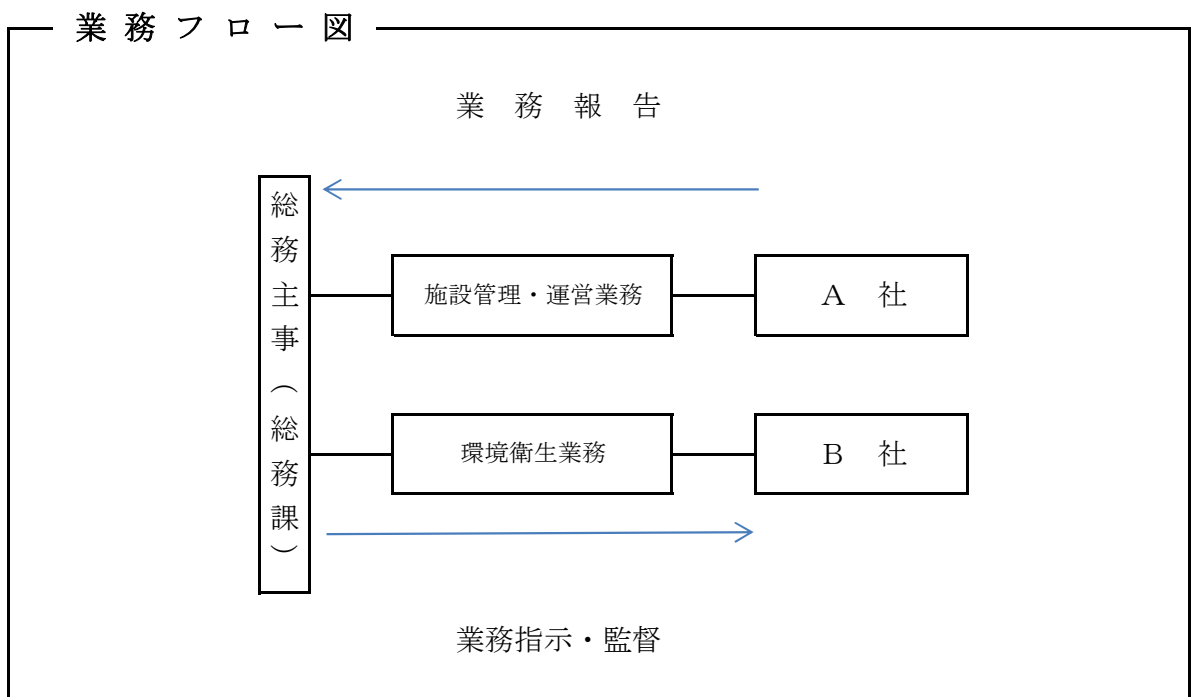 業務フロー図
業務報告
総務主事（総務課）
施設管理・運営業務
A 社
環境衛生業務
B 社
業務指示・監督